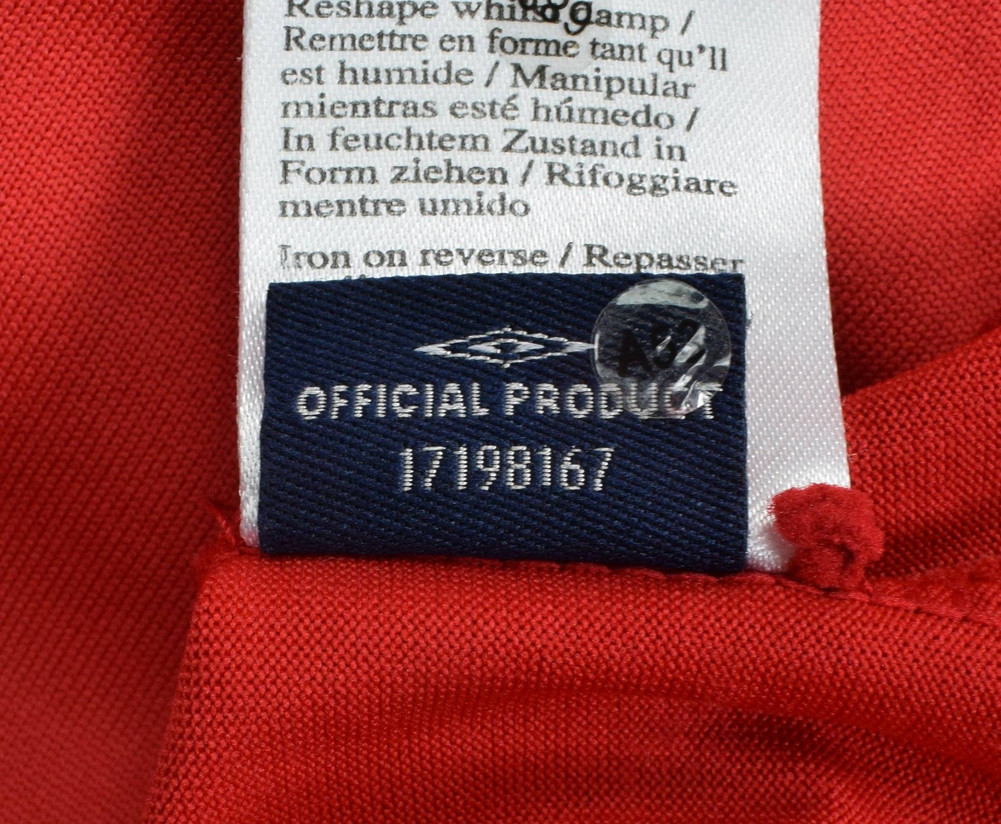 Reshape whilst damp /
Remettre en forme tant qu'il
est humide / Manipular
mientras esté húmedo /
In feuchtem Zustand in
Form ziehen / Rifoggiare
mentre umido
Iron on reverse / Repasser
OFFICIAL PRODUCT
17198167